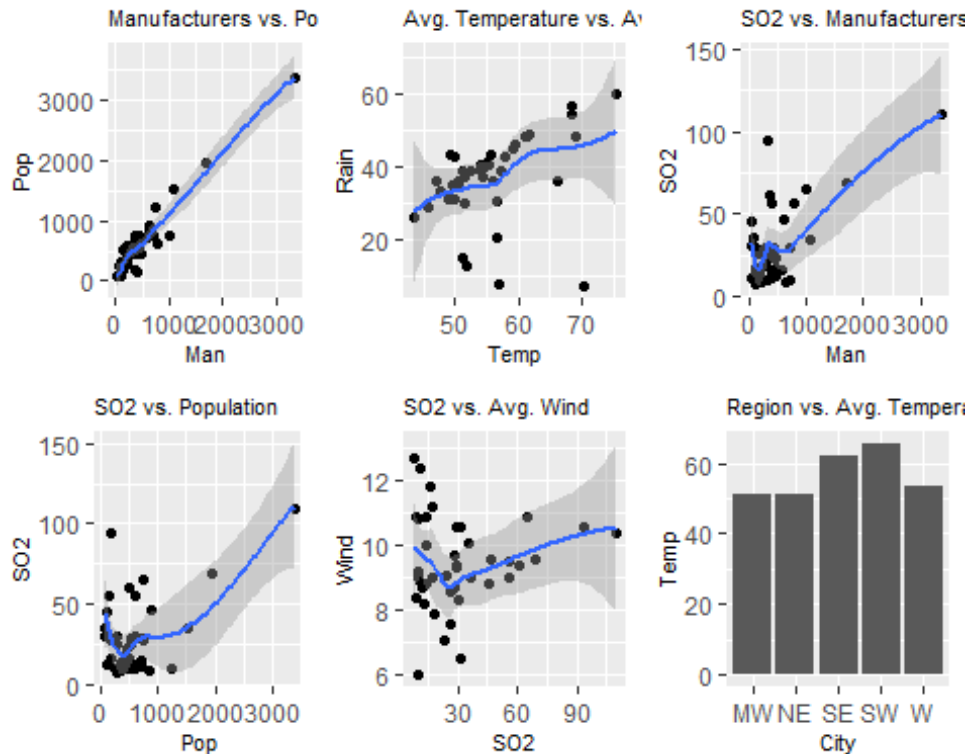 Manufacturers vs. Po
Pop
3000
2000
1000
0
0 1000 2000 3000
Man
Avg. Temperature vs. Av
Rain
60
40
20
50 60 70
Temp
SO2 vs. Manufacturers
SO2
150
100
50
0
0 1000 2000 3000
Man
SO2 vs. Population
SO2
150
100
50
0
0 1000 2000 3000
Pop
SO2 vs. Avg. Wind
Wind
12
10
8
6
30 60 90
SO2
Region vs. Avg. Tempera
Temp
60
40
20
0
MW NE SE SW W
City